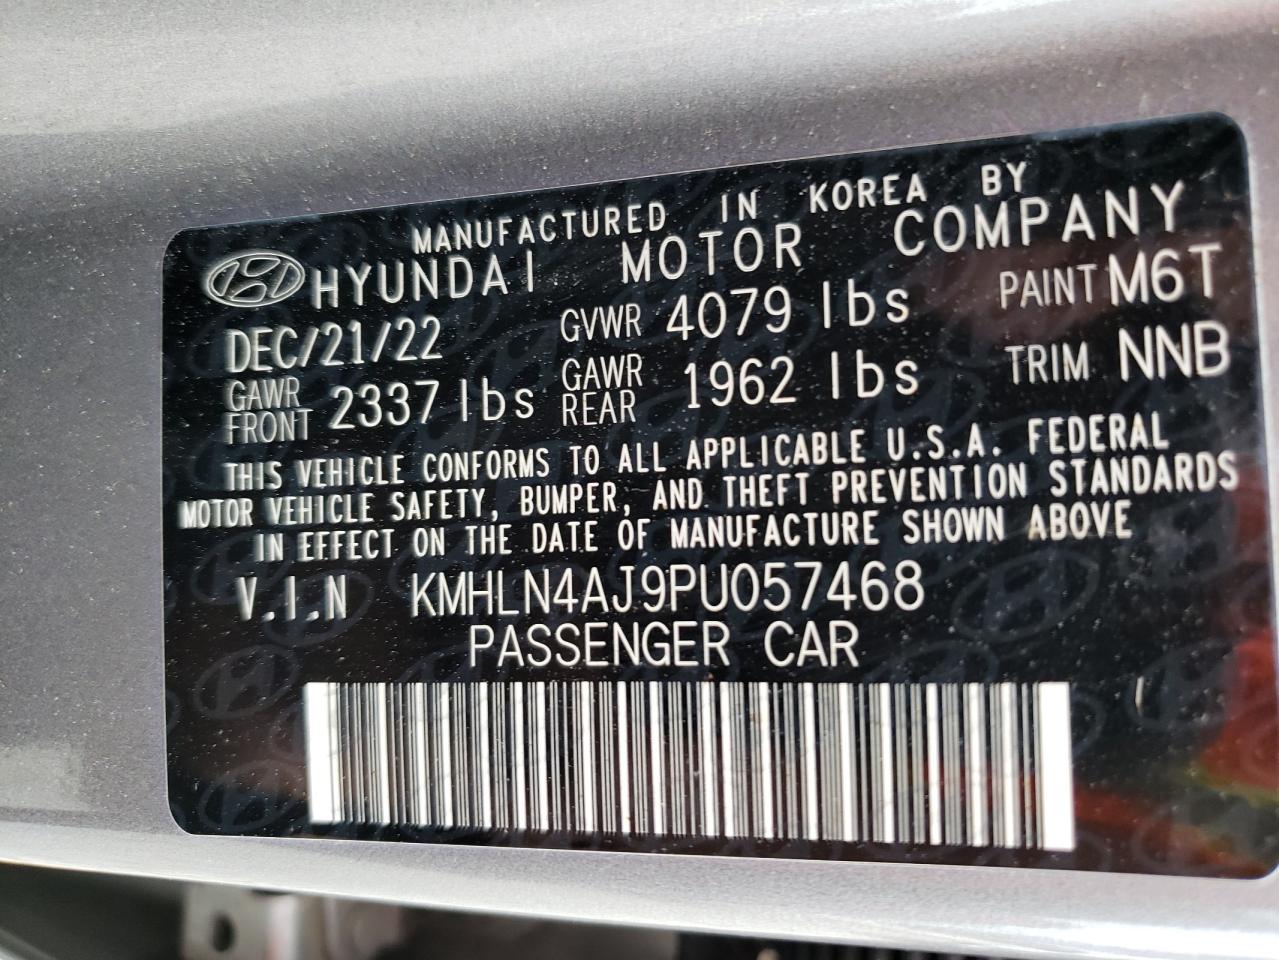 MANUFACTURED IN KOREA BY
HYUNDAI MOTOR COMPANY
DEC/21/22 GVWR 4079 lbs PAINT M6T
GAWR FRONT 2337 lbs GAWR REAR 1962 lbs TRIM NNB
THIS VEHICLE CONFORMS TO ALL APPLICABLE U.S.A. FEDERAL
MOTOR VEHICLE SAFETY, BUMPER, AND THEFT PREVENTION STANDARDS
IN EFFECT ON THE DATE OF MANUFACTURE SHOWN ABOVE
V.I.N KMHLN4AJ9PU057468
PASSENGER CAR